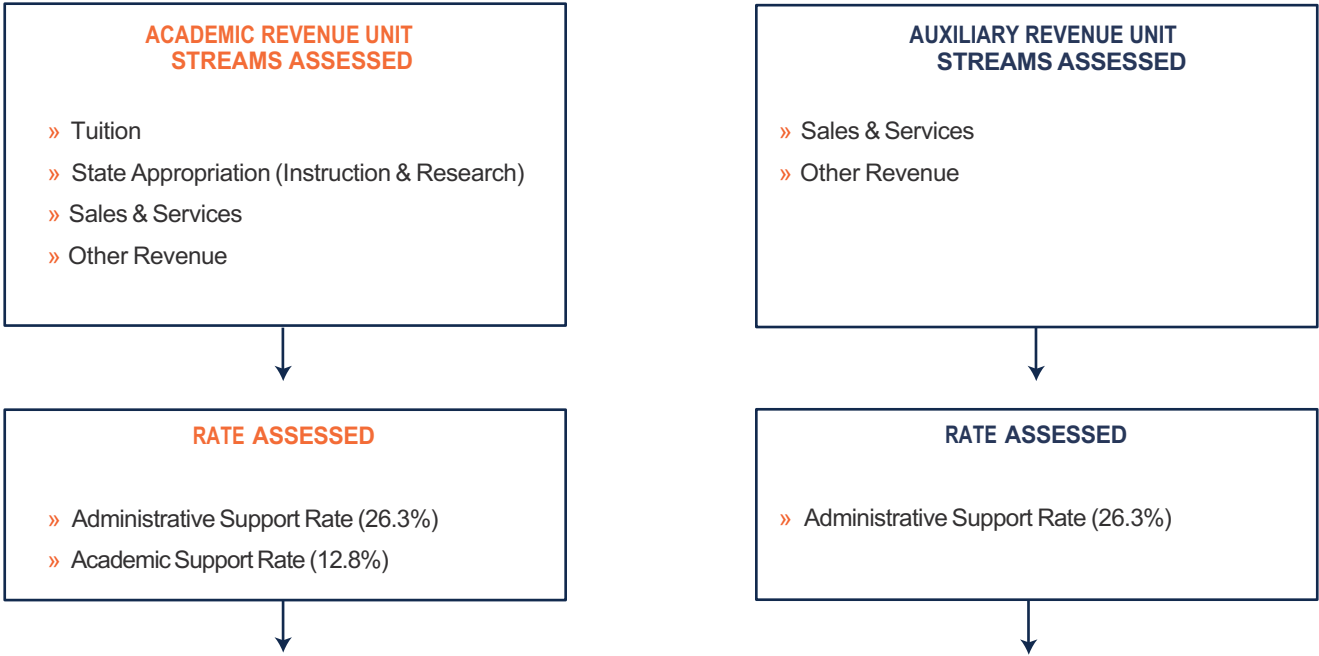 ACADEMIC REVENUE UNIT
STREAMS ASSESSED
» Tuition
» State Appropriation (Instruction & Research)
» Sales & Services
» Other Revenue
AUXILIARY REVENUE UNIT
STREAMS ASSESSED
» Sales & Services
» Other Revenue
RATE ASSESSED
» Administrative Support Rate (26.3%)
» Academic Support Rate (12.8%)
RATE ASSESSED
» Administrative Support Rate (26.3%)